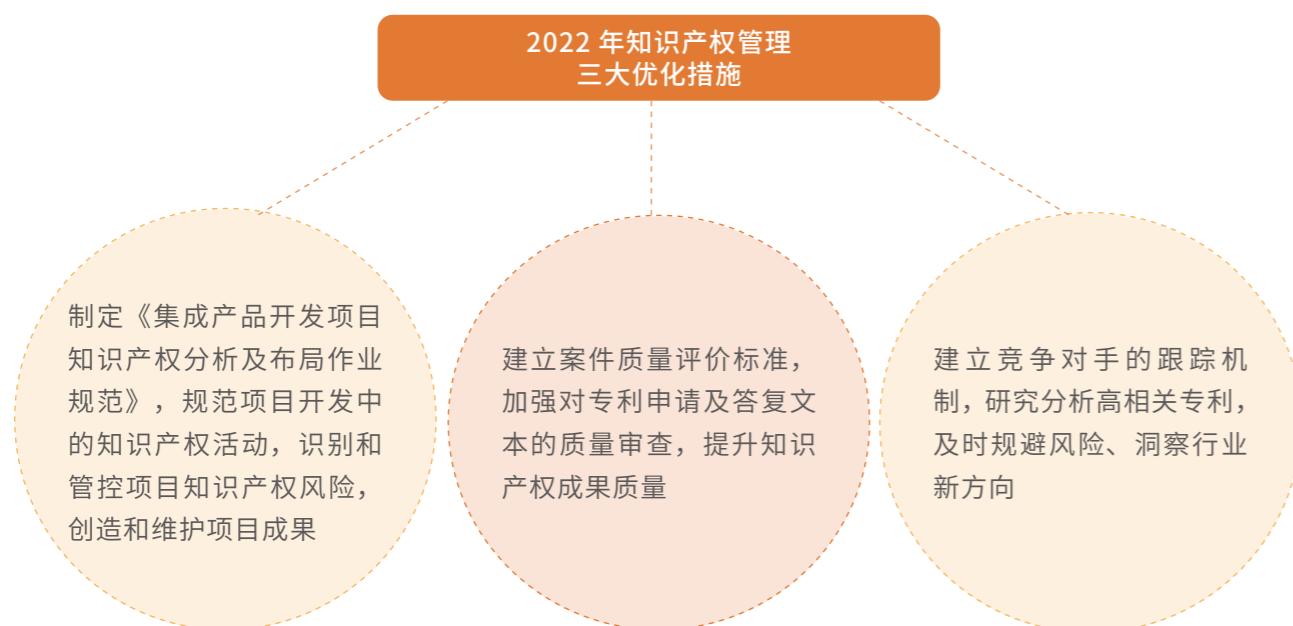 2022 年知识产权管理
三大优化措施
制定《集成产品开发项目
知识产权分析及布局作业
规范》，规范项目开发中
的知识产权活动，识别和
管控项目知识产权风险，
创造和维护项目成果
建立案件质量评价标准，
加强对专利申请及答复文
本的质量审查，提升知识
产权成果质量
建立竞争对手的跟踪机
制，研究分析高相关专利，
及时规避风险、洞察行业
新方向